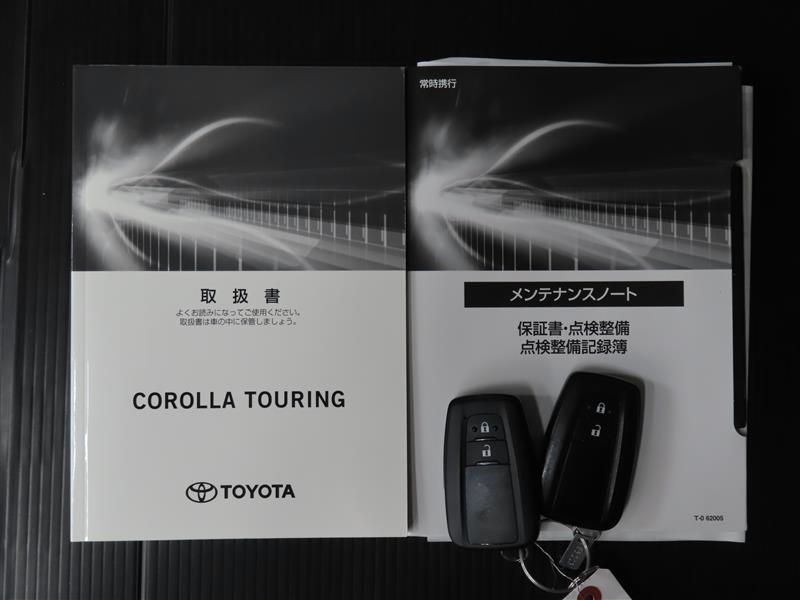 取扱書
よくお読みになってご使用ください。
取扱書は車の中に保管しましょう。
COROLLA TOURING
TOYOTA
常時携行
メンテナンスノート
保証書・点検整備
点検整備記録簿
T-0 62005